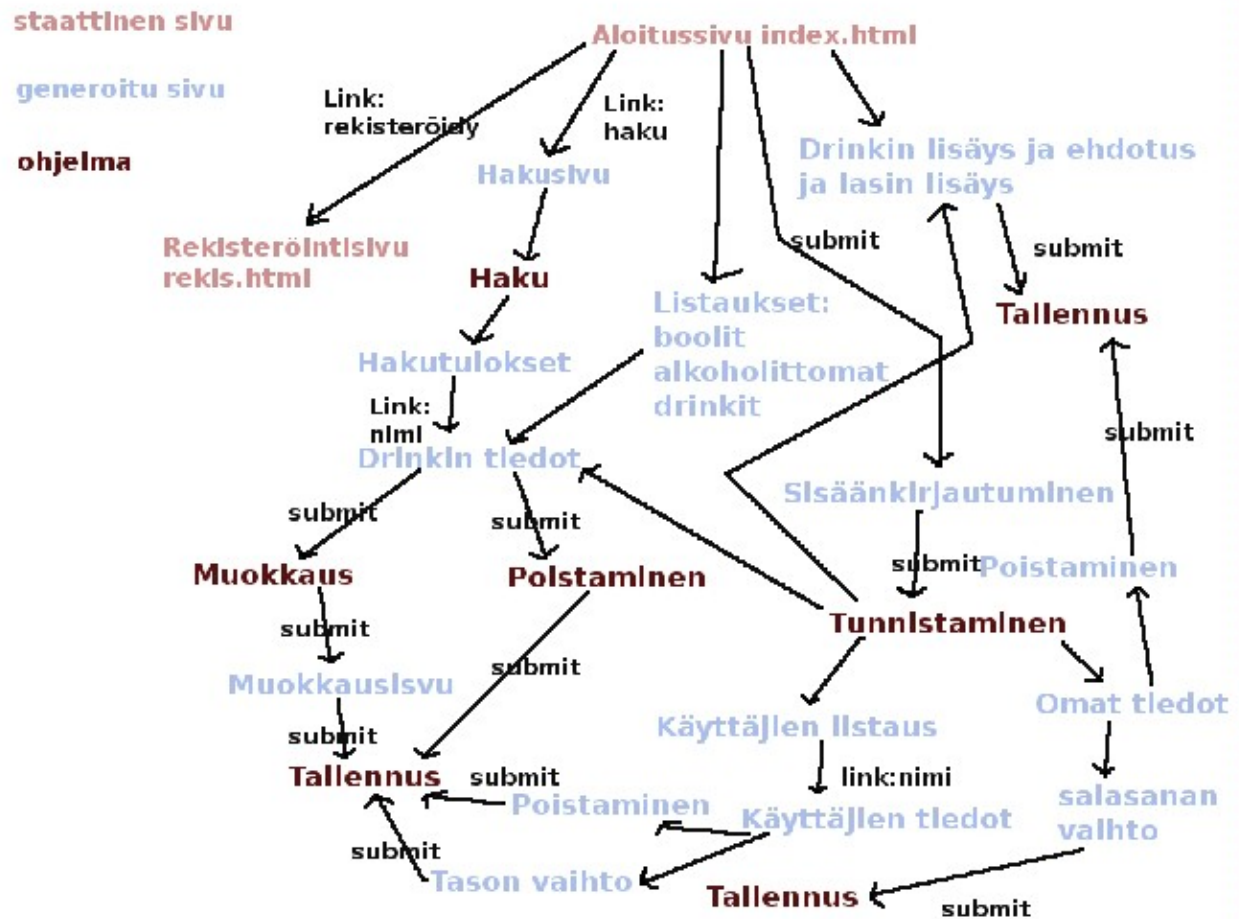 staattinen sivu
generoitu sivu
ohjelma
Aloitussivu index.html
Link:
rekisteröidy
Link:
haku
Hakusivu
Drinkin lisäys ja ehdotus
ja lasin lisäys
Rekisteröintisivu
rekis.html
submit
submit
Haku
Listaukset:
boolit
alkoholittomat
drinkit
Tallennus
Hakutulokset
Link:
nimi
Drinkin tiedot
submit
Sisäänkirjautuminen
submit
submit
Muokkaus
Poistaminen
submit
Poistaminen
Tunnistaminen
submit
submit
Muokkausisvu
Omat tiedot
Käyttäjien listaus
submit
Tallennus
submit
link:nimi
Poistaminen
Käyttäjien tiedot
salasanan
vaihto
submit
Tason vaihto
Tallennus
submit